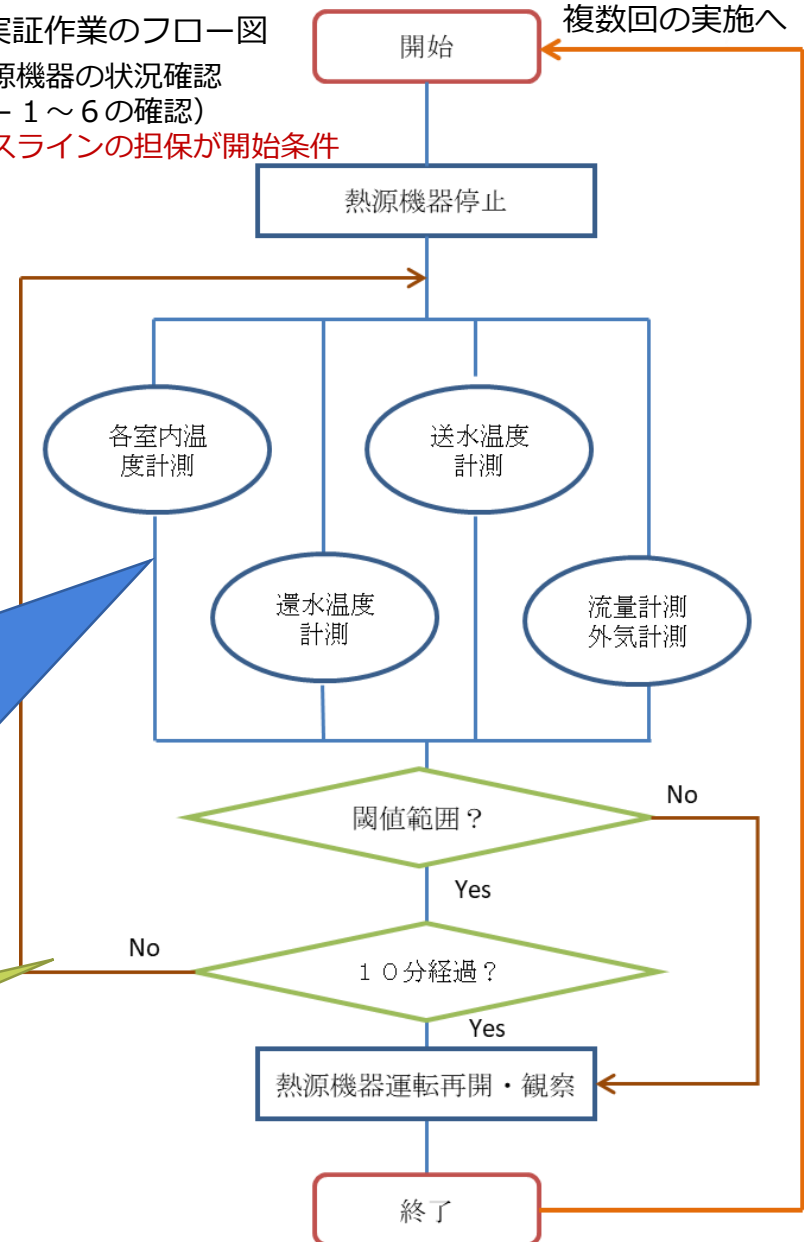 実証作業のフロー図
源機器の状況確認
－１～６の確認）
スラインの担保が開始条件
複数回の実施へ
開始
熱源機器停止
各室内温
度計測
送水温度
計測
還水温度
計測
流量計測
外気計測
閾値範囲？
No
Yes
１０分経過？
No
Yes
熱源機器運転再開・観察
終了